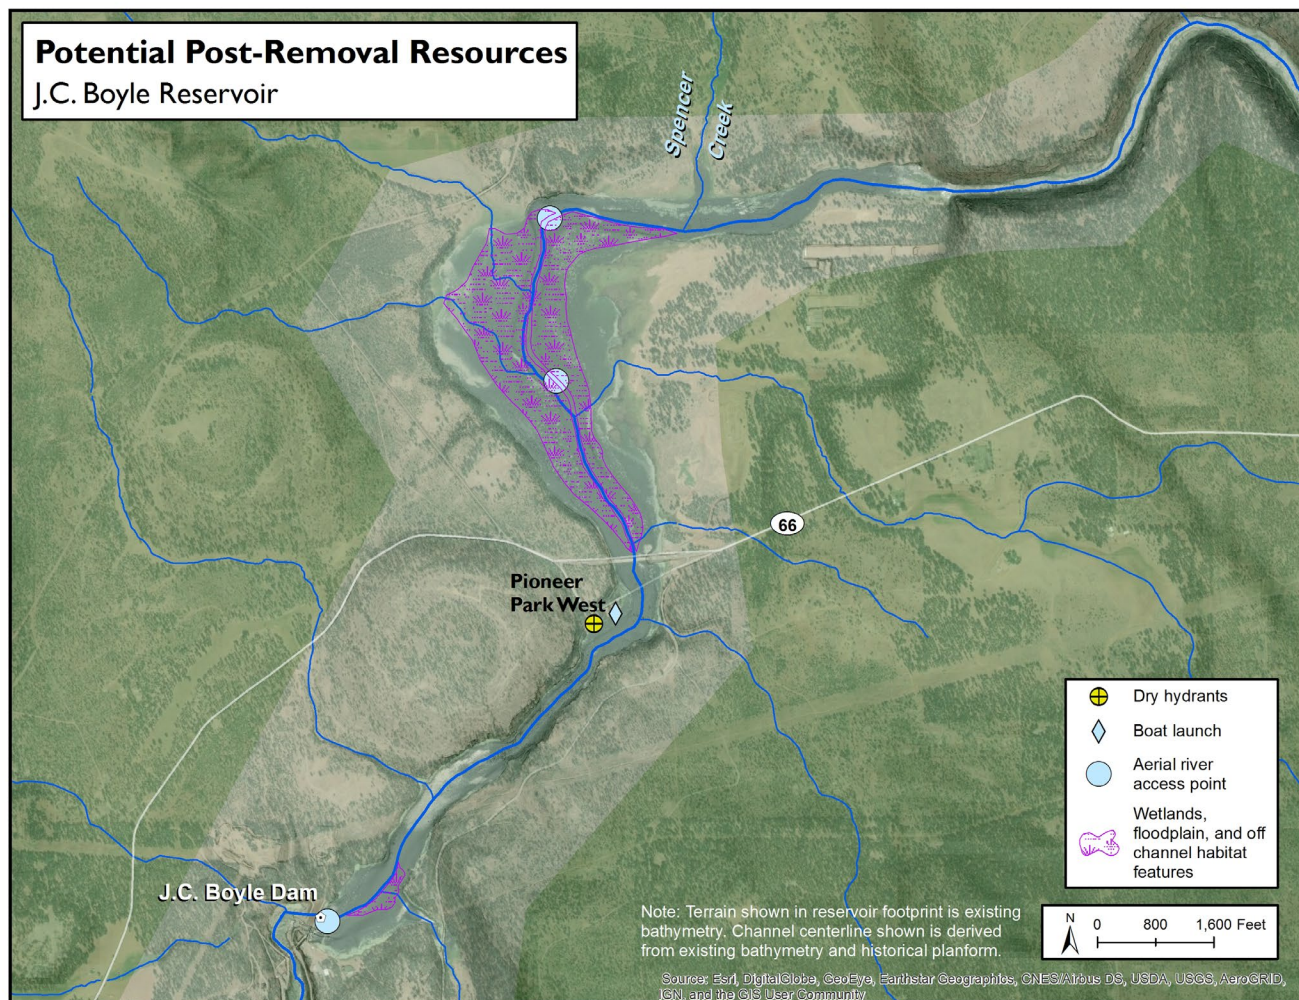 Potential Post-Removal Resources
J.C. Boyle Reservoir
Spencer
Creek
66
Pioneer
Park West
J.C. Boyle Dam
Dry hydrants
Boat launch
Aerial river
access point
Wetlands,
floodplain, and off
channel habitat
features
Note: Terrain shown in reservoir footprint is existing
bathymetry. Channel centerline shown is derived
from existing bathymetry and historical planform.
N
0 800 1,600 Feet
Source: Esri, DigitalGlobe, GeoEye, Earthstar Geographics, CNES/Airbus DS, USDA, USGS, AeroGRID,
IGN, and the GIS User Community